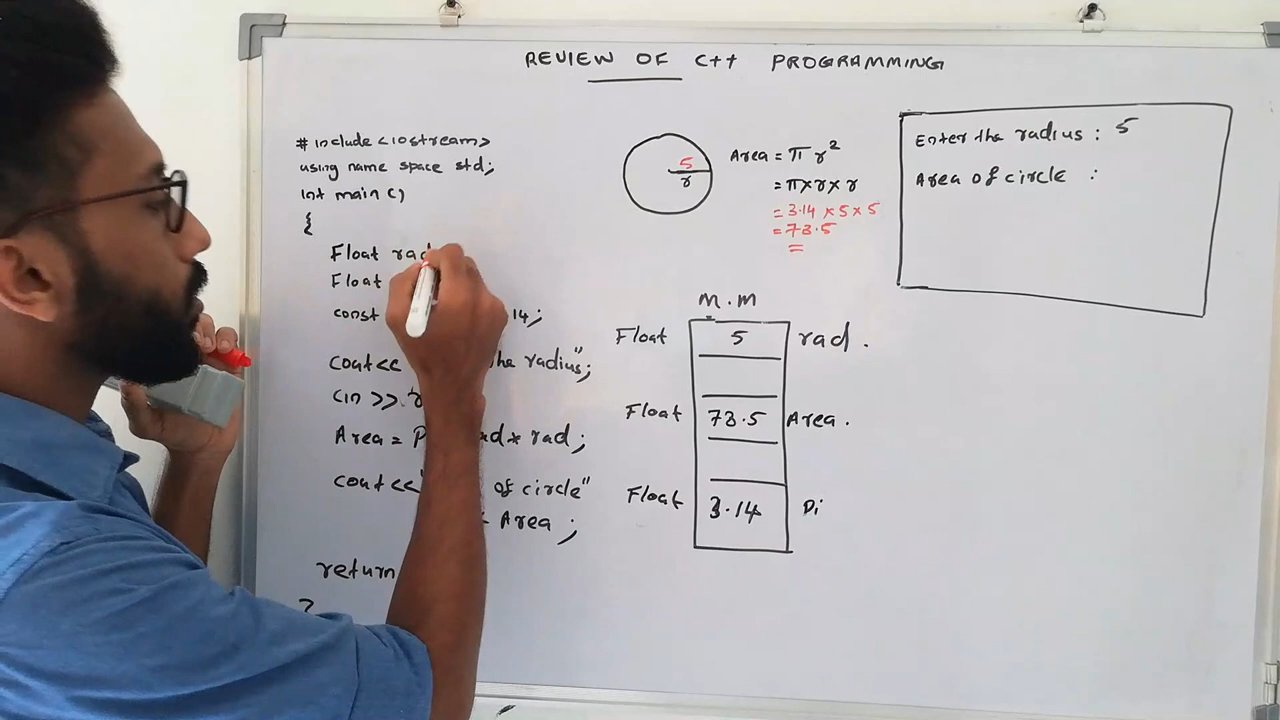 REVIEW OF C++ PROGRAMMING
# include <iostream>
using name space std;
int main ()
{
Float rad
Float
const 14;
cout<< the radius";
cin >>
Area = P ad* rad;
cout<<" of circle"
Area ;
return
5
r
Area = π r²
= π×r×r
= 3.14 × 5 × 5
= 78.5
=
M.M
Float 5 rad.
Float 78.5 Area.
Float 3.14 Pi
Enter the radius : 5
Area of circle :